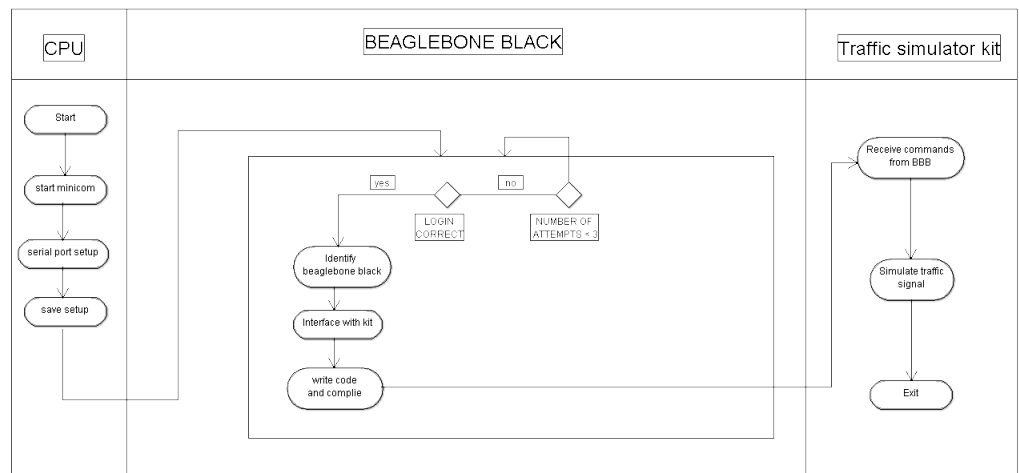 CPU
BEAGLEBONE BLACK
Traffic simulator kit
Start
start minicom
serial port setup
save setup
yes
no
LOGIN
CORRECT
NUMBER OF
ATTEMPTS < 3
Identify
beaglebone black
Interface with kit
write code
and complie
Receive commands
from BBB
Simulate traffic
signal
Exit